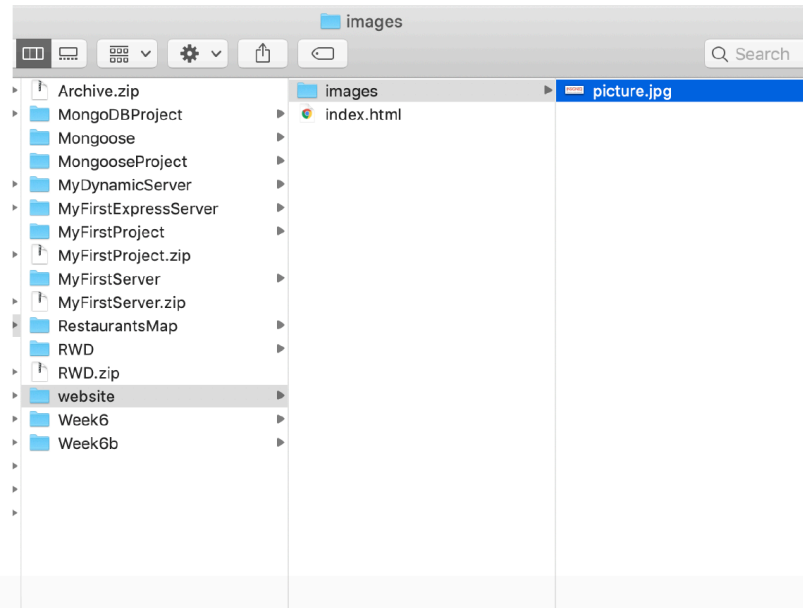 images
Search
Archive.zip
MongoDBProject
Mongoose
MongooseProject
MyDynamicServer
MyFirstExpressServer
MyFirstProject
MyFirstProject.zip
MyFirstServer
MyFirstServer.zip
RestaurantsMap
RWD
RWD.zip
website
Week6
Week6b
images
index.html
picture.jpg